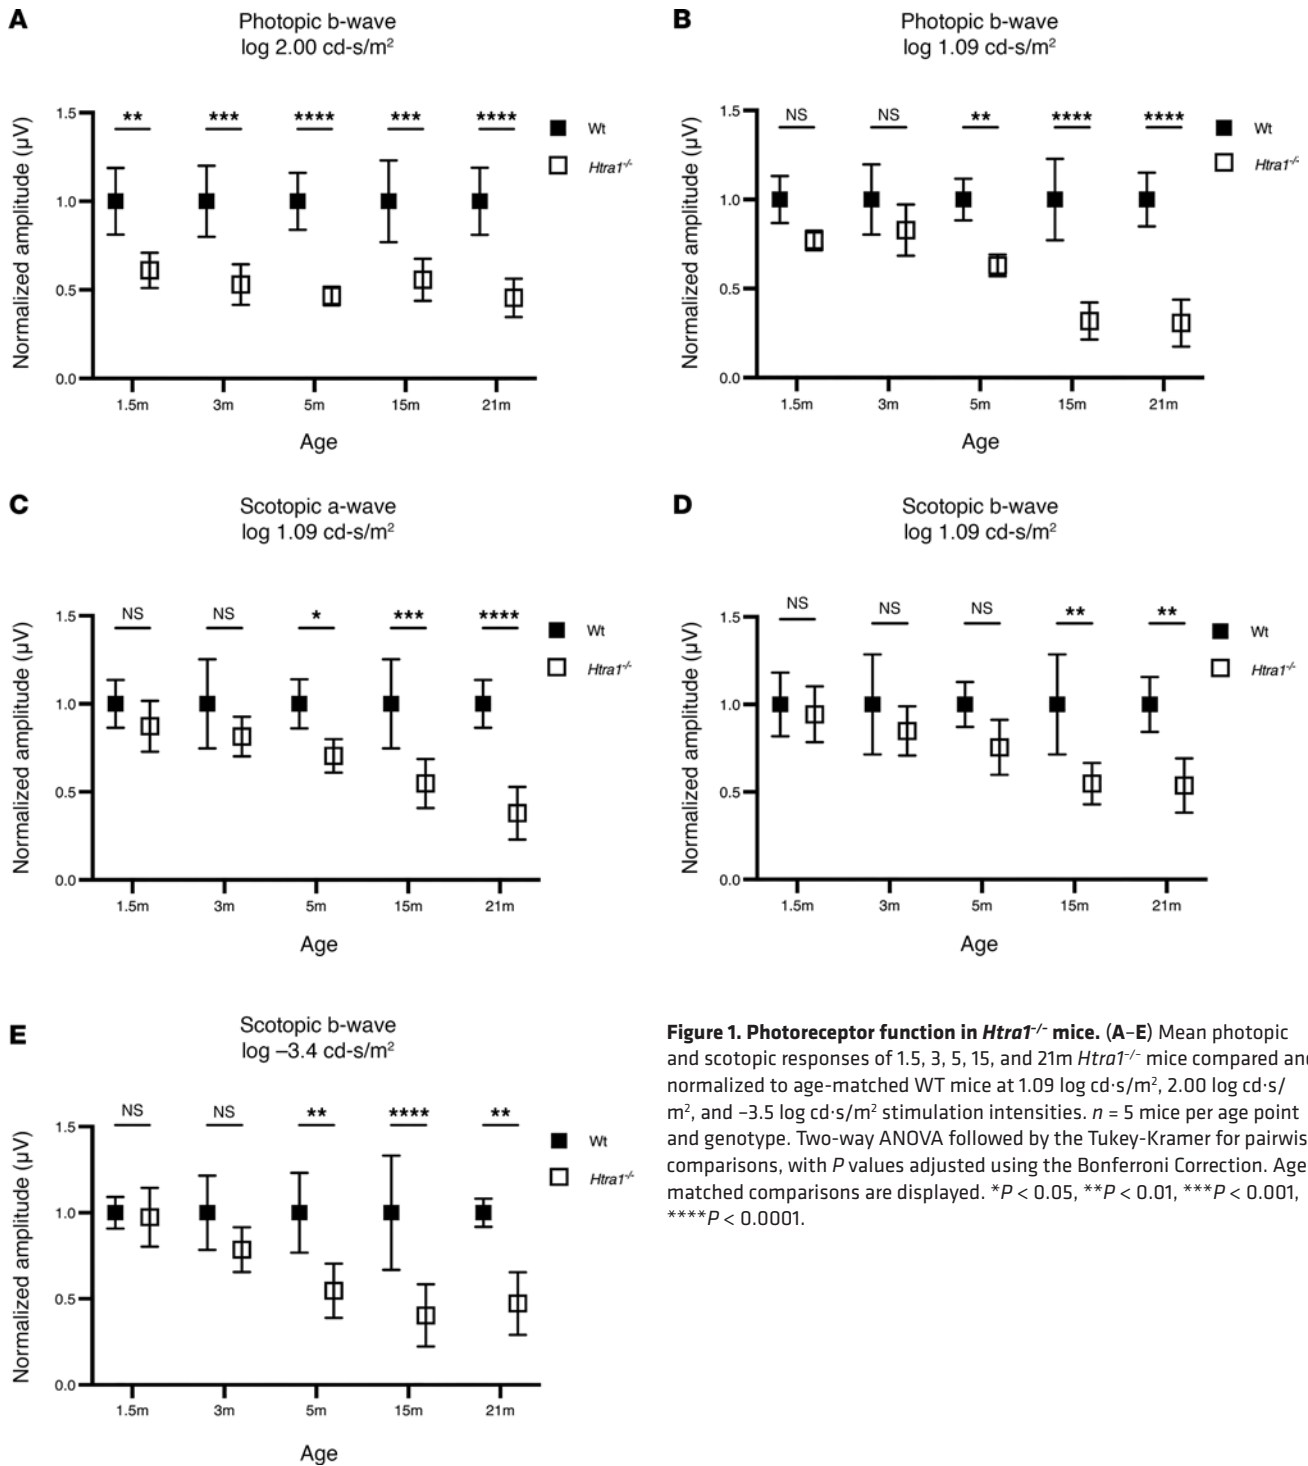 A
Photopic b-wave
log 2.00 cd-s/m²
Normalized amplitude (µV)
1.5
1.0
0.5
0.0
** *** **** *** ****
Wt
Htra1⁻/⁻
1.5m 3m 5m 15m 21m
Age
B
Photopic b-wave
log 1.09 cd-s/m²
Normalized amplitude (µV)
1.5
1.0
0.5
0.0
NS NS ** **** ****
Wt
Htra1⁻/⁻
1.5m 3m 5m 15m 21m
Age
C
Scotopic a-wave
log 1.09 cd-s/m²
Normalized amplitude (µV)
1.5
1.0
0.5
0.0
NS NS * *** ****
Wt
Htra1⁻/⁻
1.5m 3m 5m 15m 21m
Age
D
Scotopic b-wave
log 1.09 cd-s/m²
Normalized amplitude (µV)
1.5
1.0
0.5
0.0
NS NS NS ** **
Wt
Htra1⁻/⁻
1.5m 3m 5m 15m 21m
Age
E
Scotopic b-wave
log –3.4 cd-s/m²
Normalized amplitude (µV)
1.5
1.0
0.5
0.0
NS NS ** **** **
Wt
Htra1⁻/⁻
1.5m 3m 5m 15m 21m
Age
Figure 1. Photoreceptor function in Htra1⁻/⁻ mice. (A–E) Mean photopic
and scotopic responses of 1.5, 3, 5, 15, and 21m Htra1⁻/⁻ mice compared and
normalized to age-matched WT mice at 1.09 log cd·s/m², 2.00 log cd·s/
m², and –3.5 log cd·s/m² stimulation intensities. n = 5 mice per age point
and genotype. Two-way ANOVA followed by the Tukey-Kramer for pairwis
comparisons, with P values adjusted using the Bonferroni Correction. Age
matched comparisons are displayed. *P < 0.05, **P < 0.01, ***P < 0.001,
****P < 0.0001.